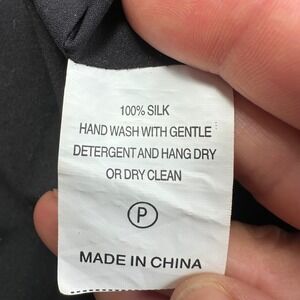 100% SILK
HAND WASH WITH GENTLE
DETERGENT AND HANG DRY
OR DRY CLEAN
P
MADE IN CHINA